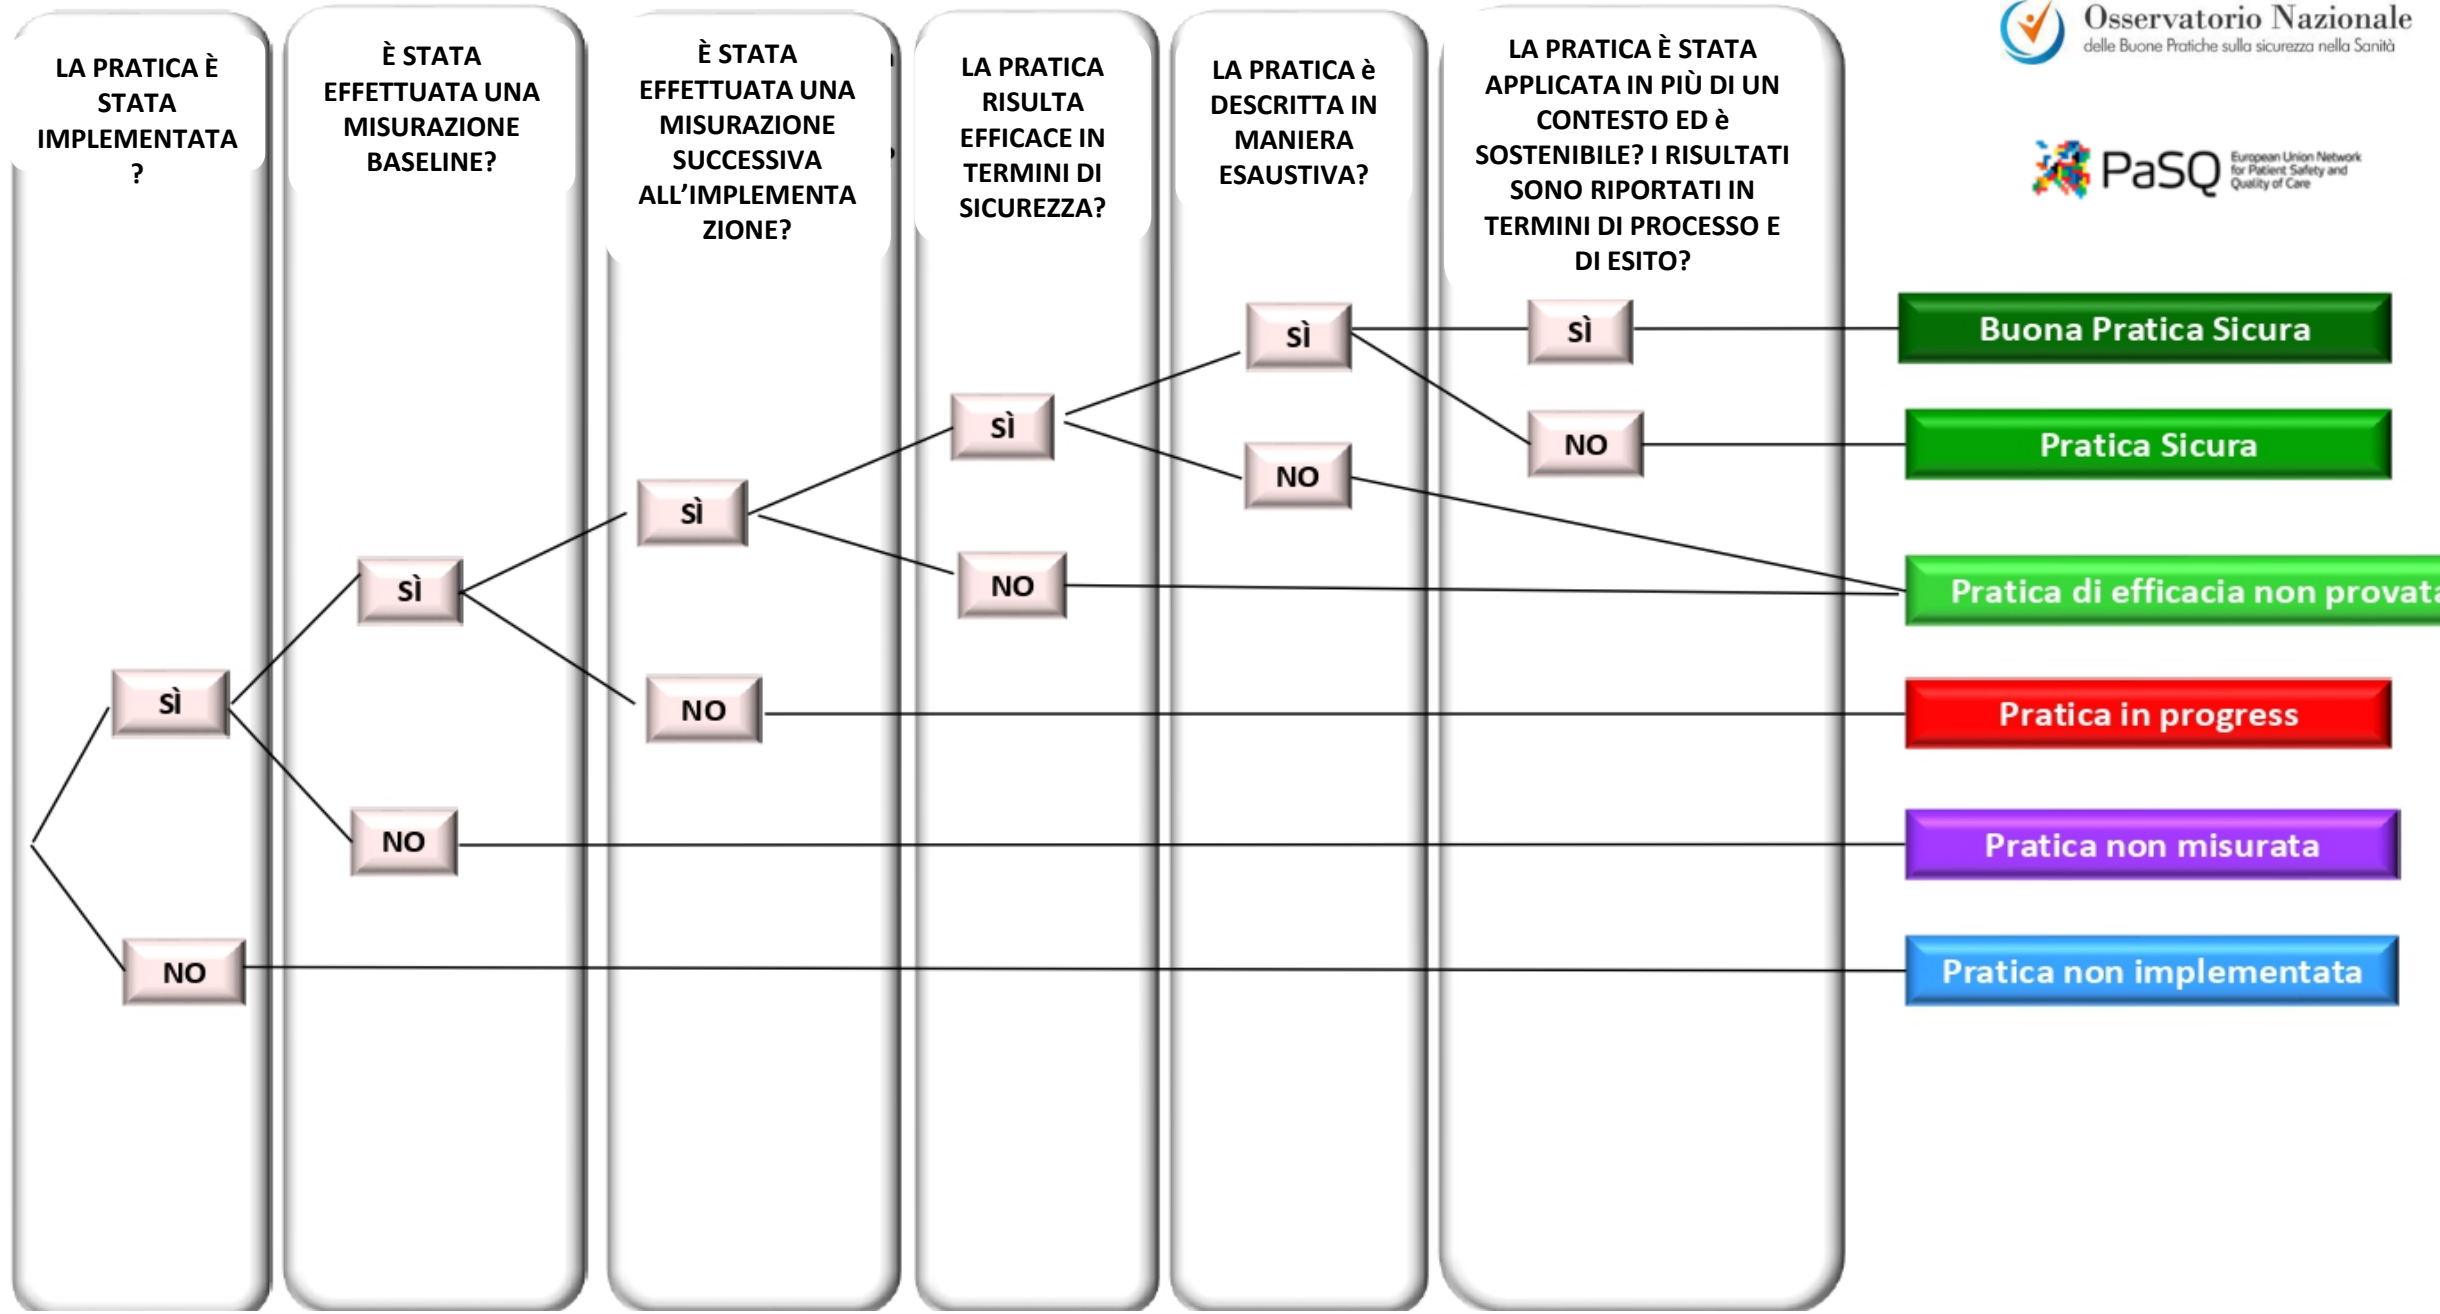 LA PRATICA È
STATA
IMPLEMENTATA
?
È STATA
EFFETTUATA UNA
MISURAZIONE
BASELINE?
È STATA
EFFETTUATA UNA
MISURAZIONE
SUCCESSIVA
ALL’IMPLEMENTA
ZIONE?
LA PRATICA
RISULTA
EFFICACE IN
TERMINI DI
SICUREZZA?
LA PRATICA è
DESCRITTA IN
MANIERA
ESAUSTIVA?
LA PRATICA È STATA
APPLICATA IN PIÙ DI UN
CONTESTO ED è
SOSTENIBILE? I RISULTATI
SONO RIPORTATI IN
TERMINI DI PROCESSO E
DI ESITO?
Osservatorio Nazionale
delle Buone Pratiche sulla sicurezza nella Sanità
PaSQ
European Union Network
for Patient Safety and
Quality of Care
SÌ
SÌ
Buona Pratica Sicura
SÌ
NO
Pratica Sicura
NO
SÌ
SÌ
NO
Pratica di efficacia non provata
SÌ
NO
Pratica in progress
NO
Pratica non misurata
NO
Pratica non implementata